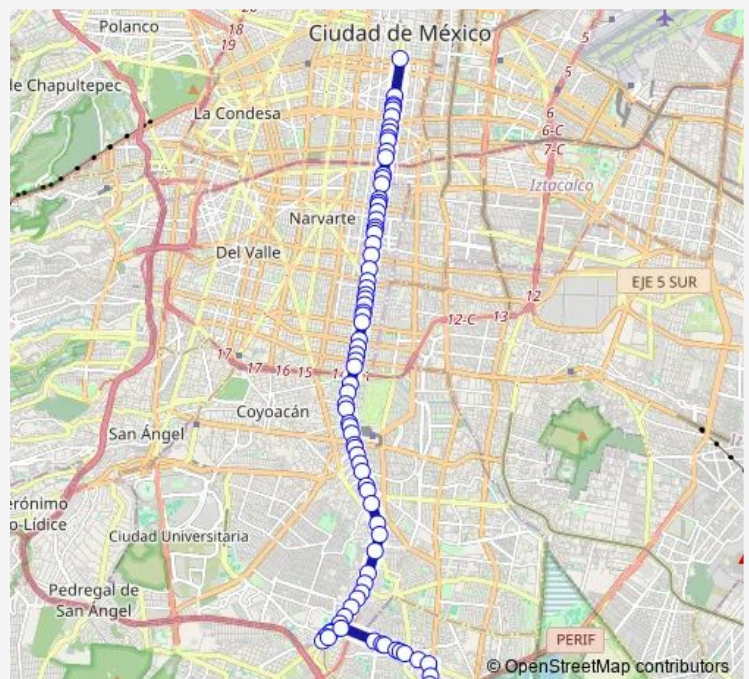 Polanco
20
18
19
Ciudad de México
5
5
le Chapultepec
La Condesa
6
6-C
7-C
Iztacalco
Narvarte
Del Valle
EJE 5 SUR
12
12-C 13
17
17 16 15
Coyoacán
San Ángel
erónimo
o-Lídice
Ciudad Universitaria
Pedregal de
San Ángel
PERIF
© OpenStreetMap contributors